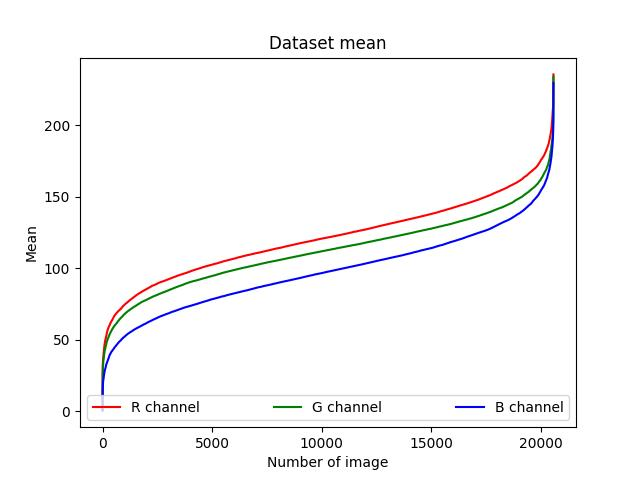 Dataset mean
Mean
200
150
100
50
0
R channel G channel B channel
0 5000 10000 15000 20000
Number of image